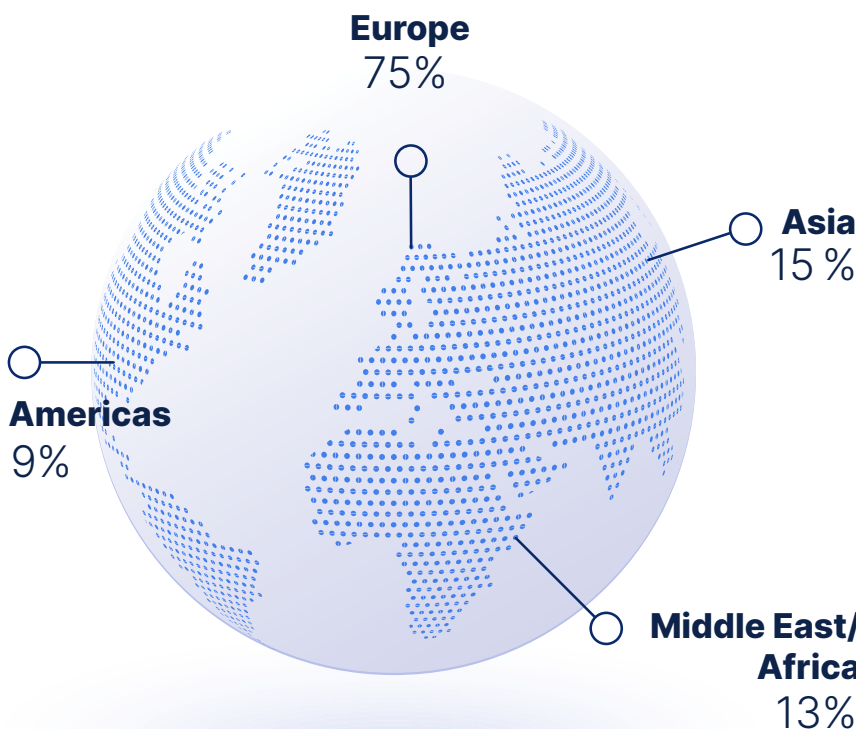 Europe
75%
Asia
15 %
Americas
9%
Middle East/
Africa
13%